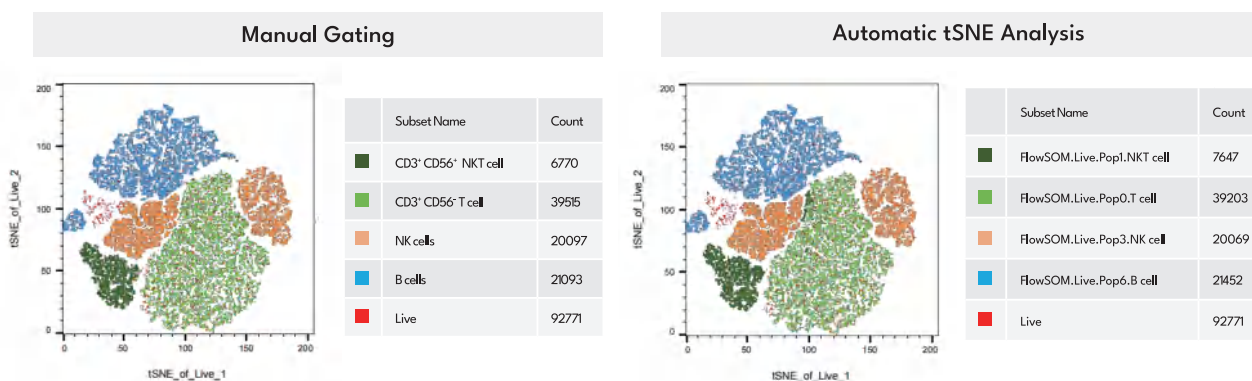 Manual Gating
200
150
100
50
0
tSNE_of_Live_2
0
50
100
150
200
tSNE_of_Live_1
Subset Name Count
CD3⁺ CD56⁺ NKT cell 6770
CD3⁺ CD56⁻ T cell 39515
NK cells 20097
B cells 21093
Live 92771
Automatic tSNE Analysis
200
150
100
50
0
tSNE_of_Live_2
0
50
100
150
200
tSNE_of_Live_1
Subset Name Count
FlowSOM.Live.Pop1.NKT cell 7647
FlowSOM.Live.Pop0.T cell 39203
FlowSOM.Live.Pop3.NK cell 20069
FlowSOM.Live.Pop6.B cell 21452
Live 92771